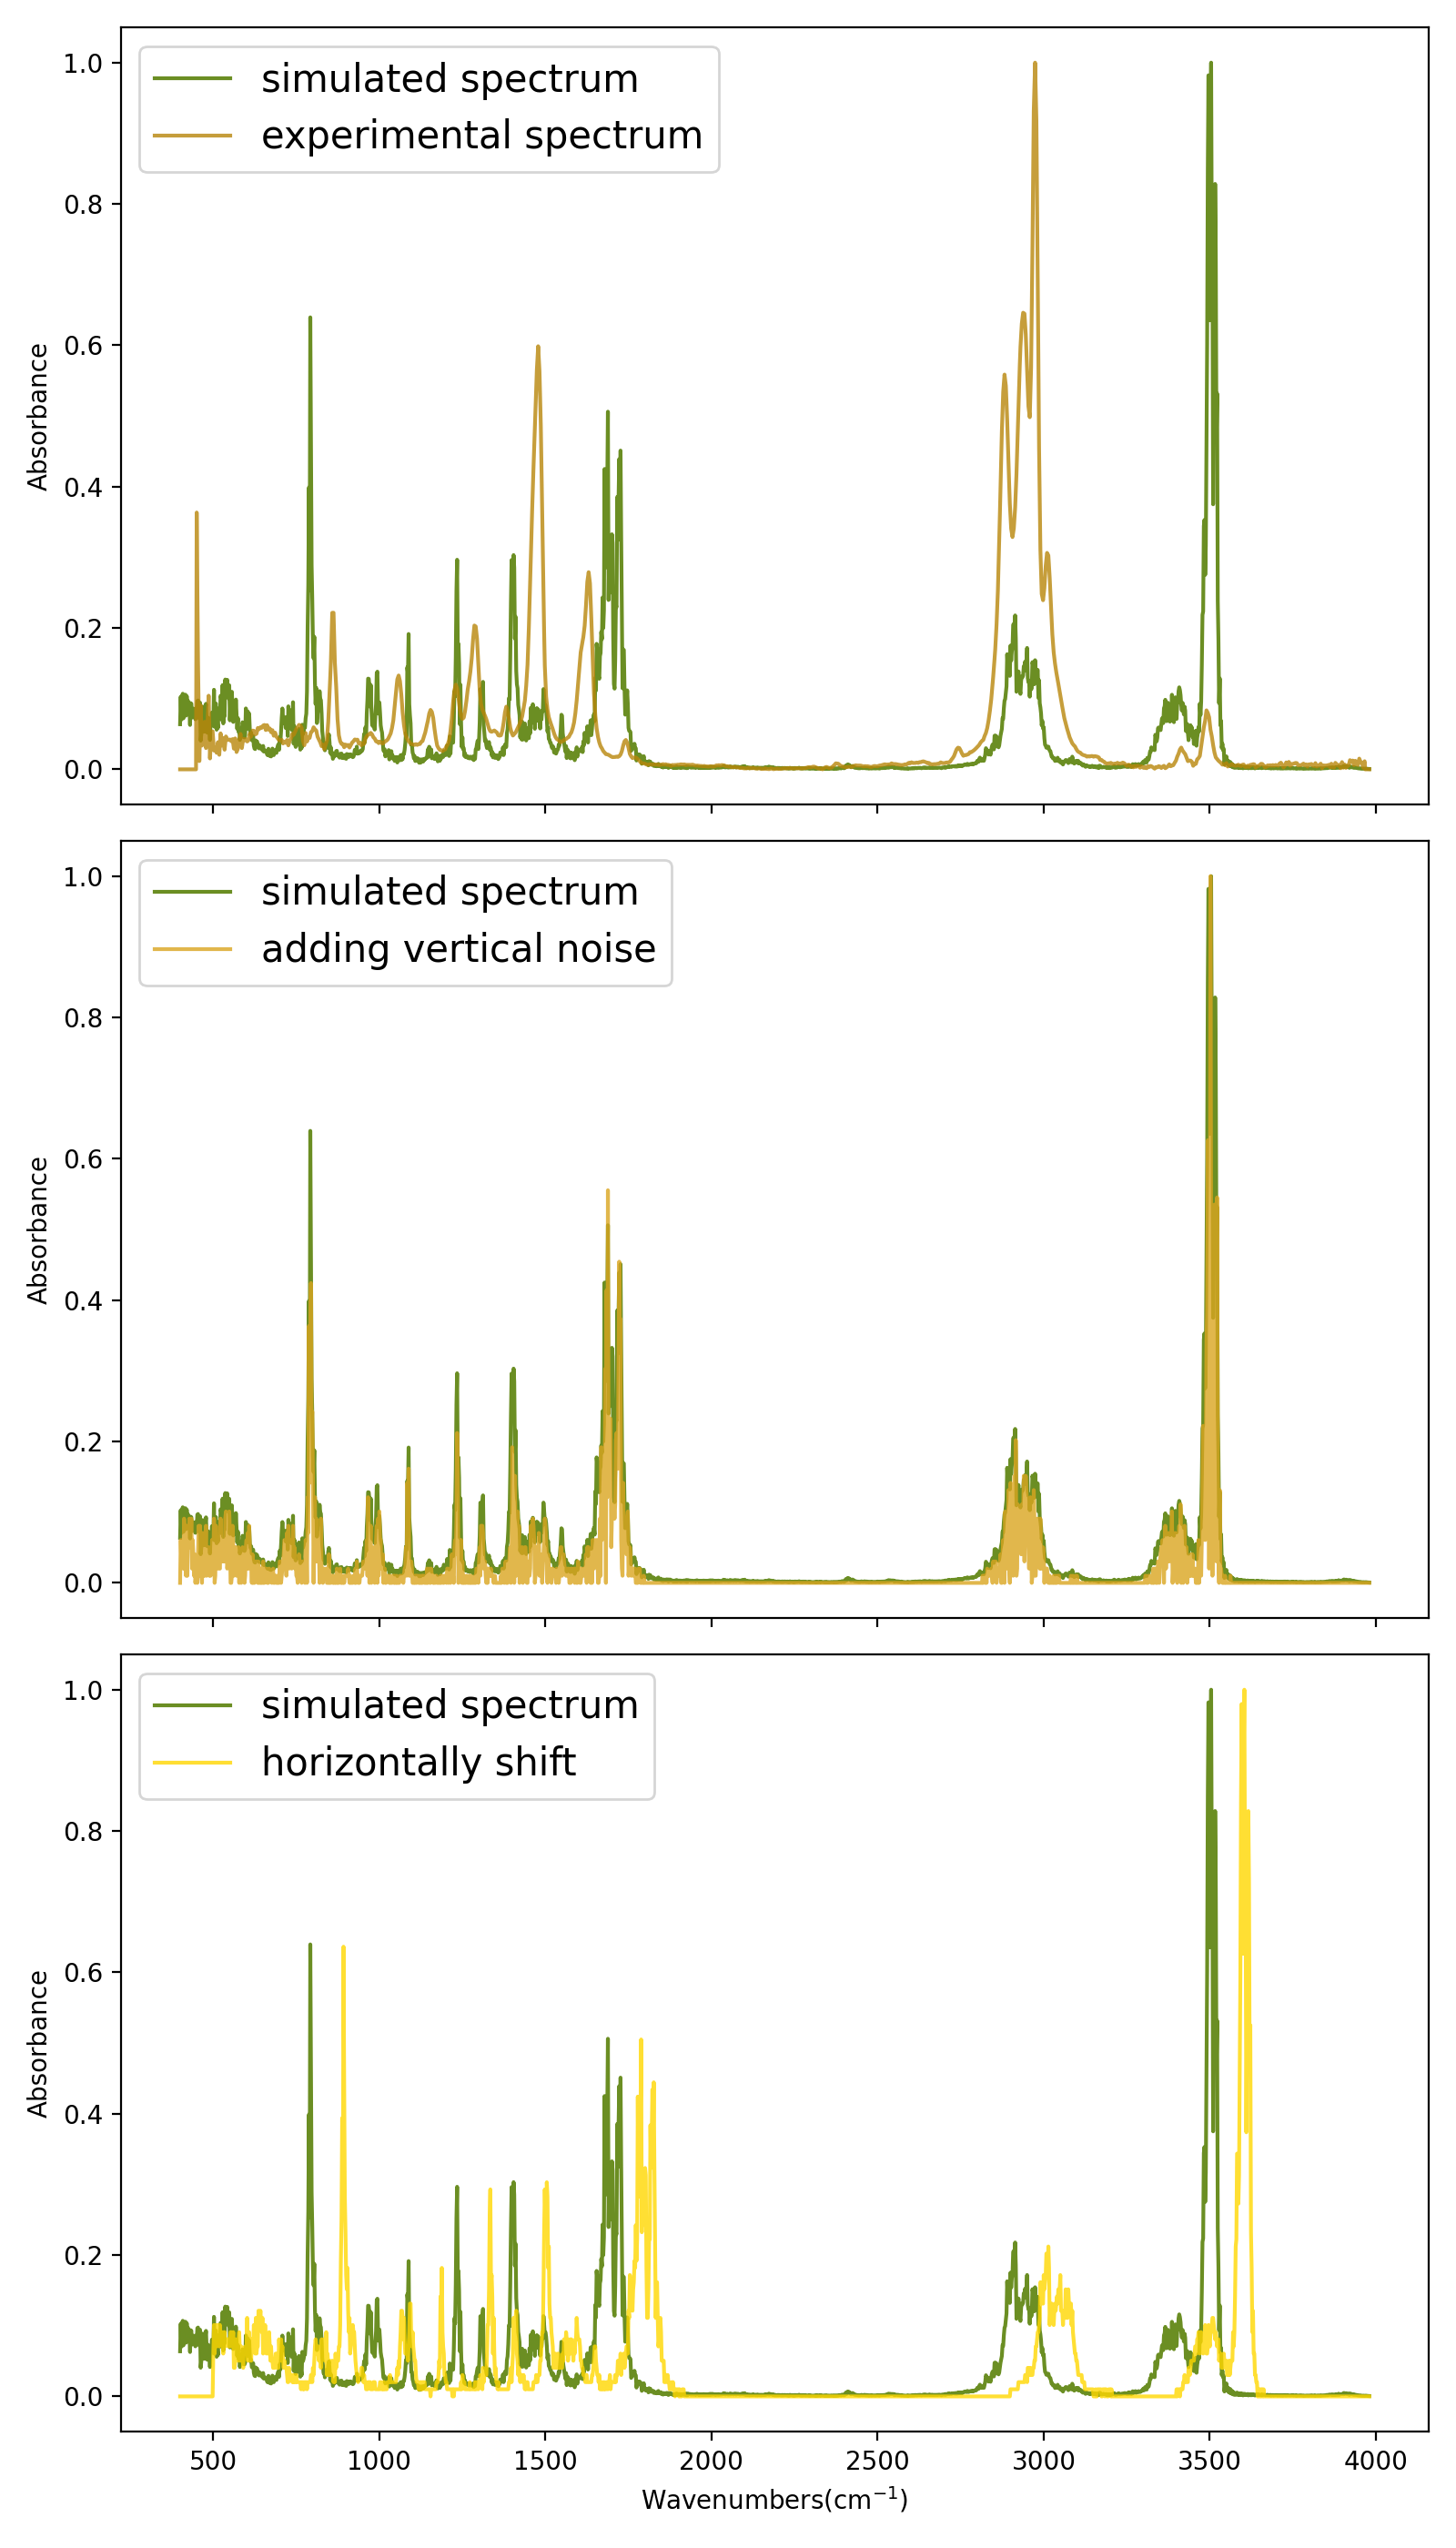 simulated spectrum
experimental spectrum
1.0
0.8
0.6
0.4
0.2
0.0
Absorbance
simulated spectrum
adding vertical noise
1.0
0.8
0.6
0.4
0.2
0.0
Absorbance
simulated spectrum
horizontally shift
1.0
0.8
0.6
0.4
0.2
0.0
Absorbance
500 1000 1500 2000 2500 3000 3500 4000
Wavenumbers(cm⁻¹)